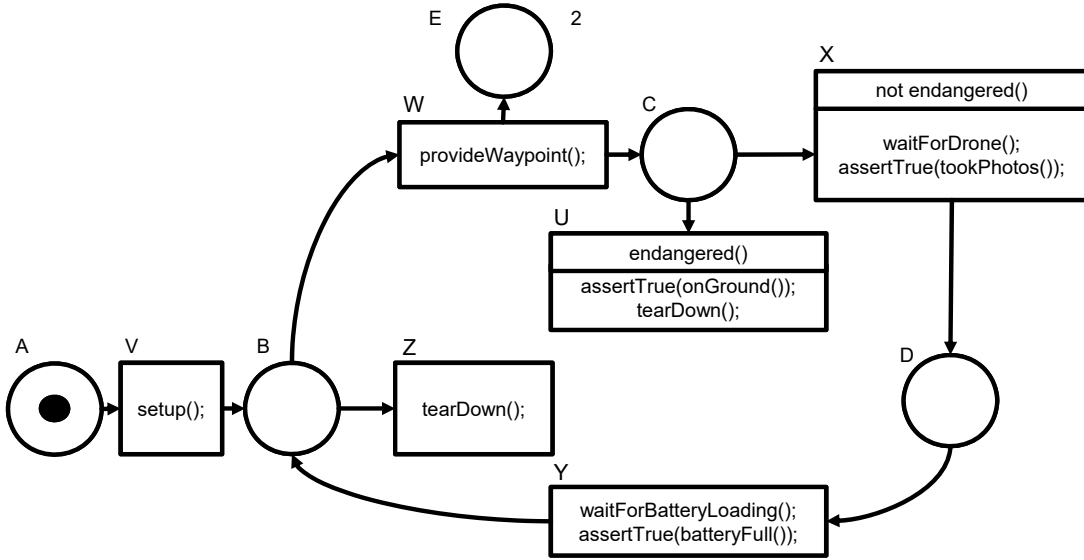 E 2
X
not endangered()
W
C
provideWaypoint();
waitForDrone();
assertTrue(tookPhotos());
U
endangered()
assertTrue(onGround());
tearDown();
A
V
B
Z
D
setup();
tearDown();
Y
waitForBatteryLoading();
assertTrue(batteryFull());